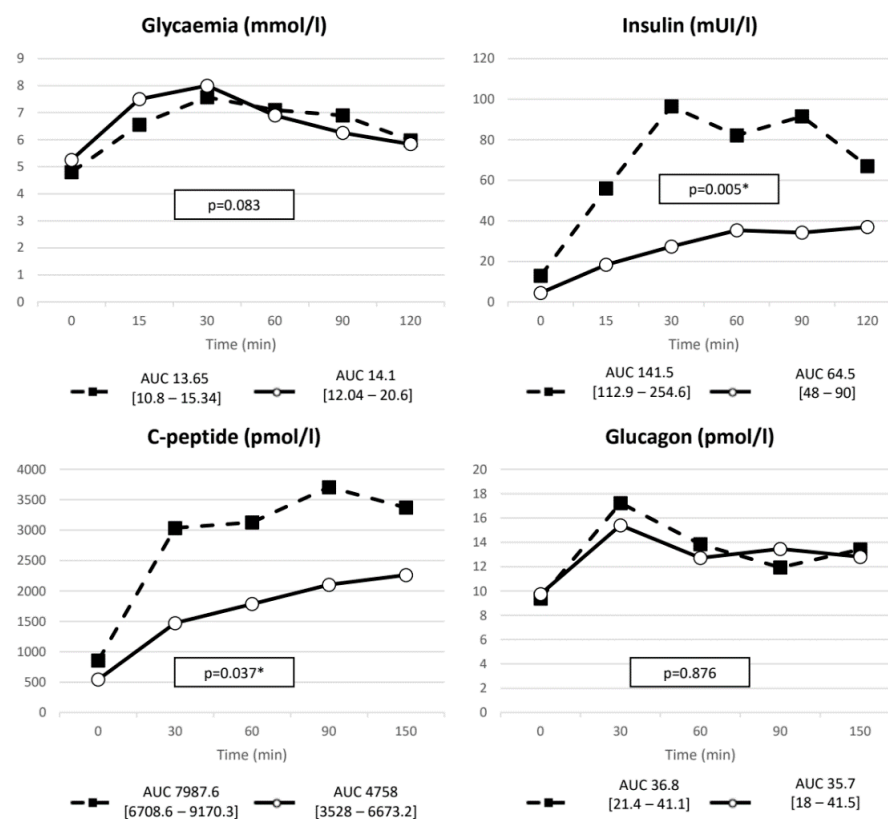 Glycaemia (mmol/l)
9
8
7
6
5
4
3
2
1
0
p=0.083
0 15 30 60 90 120
Time (min)
AUC 13.65
[10.8 – 15.34]
AUC 14.1
[12.04 – 20.6]
Insulin (mUI/l)
120
100
80
60
40
20
0
p=0.005*
0 15 30 60 90 120
Time (min)
AUC 141.5
[112.9 – 254.6]
AUC 64.5
[48 – 90]
C-peptide (pmol/l)
4000
3500
3000
2500
2000
1500
1000
500
0
p=0.037*
0 30 60 90 150
Time (min)
AUC 7987.6
[6708.6 – 9170.3]
AUC 4758
[3528 – 6673.2]
Glucagon (pmol/l)
20
18
16
14
12
10
8
6
4
2
0
p=0.876
0 30 60 90 150
Time (min)
AUC 36.8
[21.4 – 41.1]
AUC 35.7
[18 – 41.5]